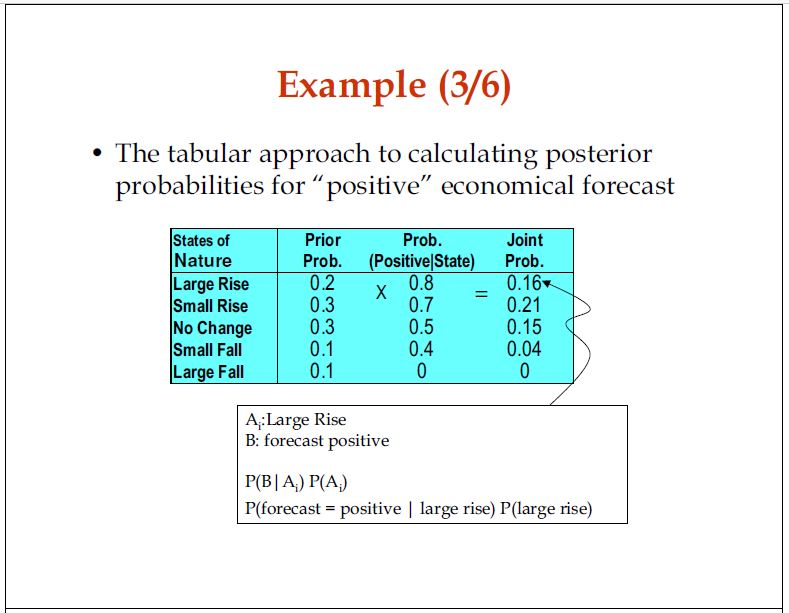 Example (3/6)
• The tabular approach to calculating posterior
probabilities for “positive” economical forecast
States of Prior Prob. Joint
Nature Prob. (Positive|State) Prob.
Large Rise 0.2 X 0.8 = 0.16
Small Rise 0.3 0.7 0.21
No Change 0.3 0.5 0.15
Small Fall 0.1 0.4 0.04
Large Fall 0.1 0 0
Ai:Large Rise
B: forecast positive
P(B|Ai) P(Ai)
P(forecast = positive | large rise) P(large rise)